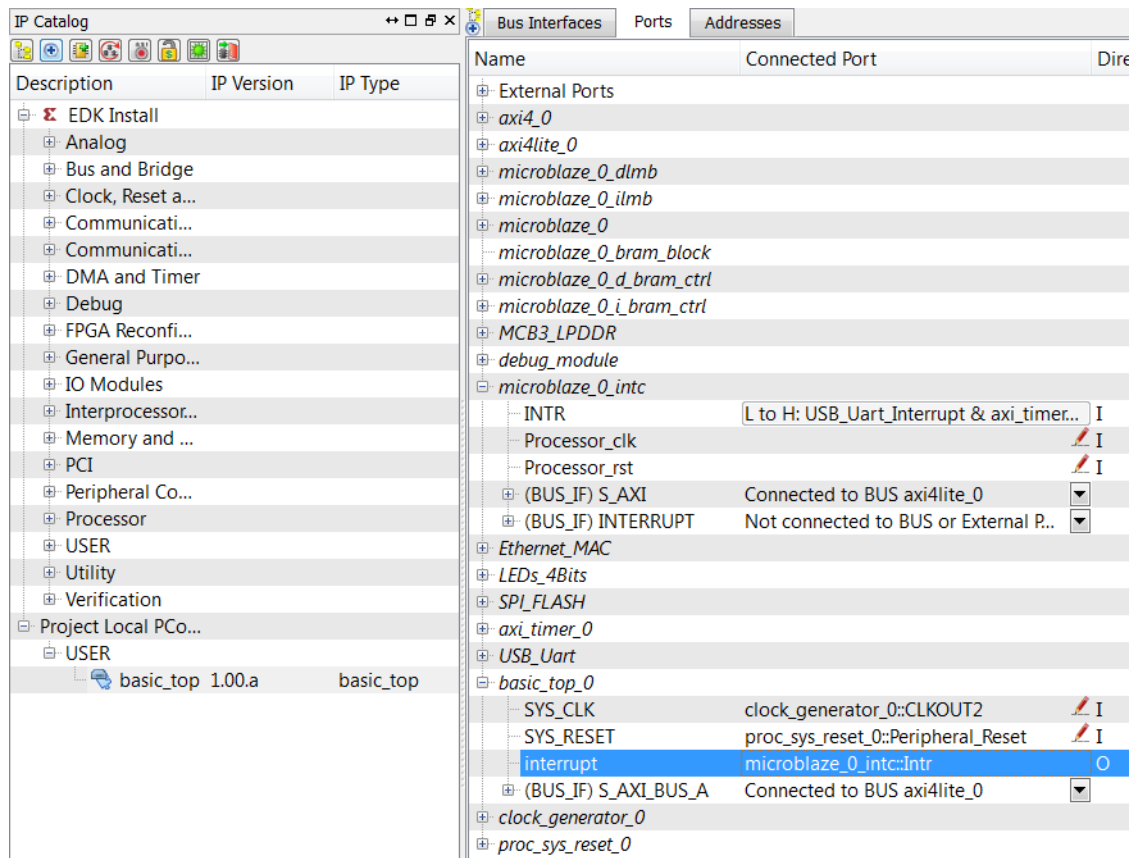 IP Catalog
Description IP Version IP Type
EDK Install
Analog
Bus and Bridge
Clock, Reset a...
Communicati...
Communicati...
DMA and Timer
Debug
FPGA Reconfi...
General Purpo...
IO Modules
Interprocessor...
Memory and ...
PCI
Peripheral Co...
Processor
USER
Utility
Verification
Project Local PCo...
USER
basic_top 1.00.a basic_top
Bus Interfaces Ports Addresses
Name Connected Port Dire
External Ports
axi4_0
axi4lite_0
microblaze_0_dlmb
microblaze_0_ilmb
microblaze_0
microblaze_0_bram_block
microblaze_0_d_bram_ctrl
microblaze_0_i_bram_ctrl
MCB3_LPDDR
debug_module
microblaze_0_intc
INTR L to H: USB_Uart_Interrupt & axi_timer... I
Processor_clk I
Processor_rst I
(BUS_IF) S_AXI Connected to BUS axi4lite_0
(BUS_IF) INTERRUPT Not connected to BUS or External P...
Ethernet_MAC
LEDs_4Bits
SPI_FLASH
axi_timer_0
USB_Uart
basic_top_0
SYS_CLK clock_generator_0::CLKOUT2 I
SYS_RESET proc_sys_reset_0::Peripheral_Reset I
interrupt microblaze_0_intc::Intr O
(BUS_IF) S_AXI_BUS_A Connected to BUS axi4lite_0
clock_generator_0
proc_sys_reset_0